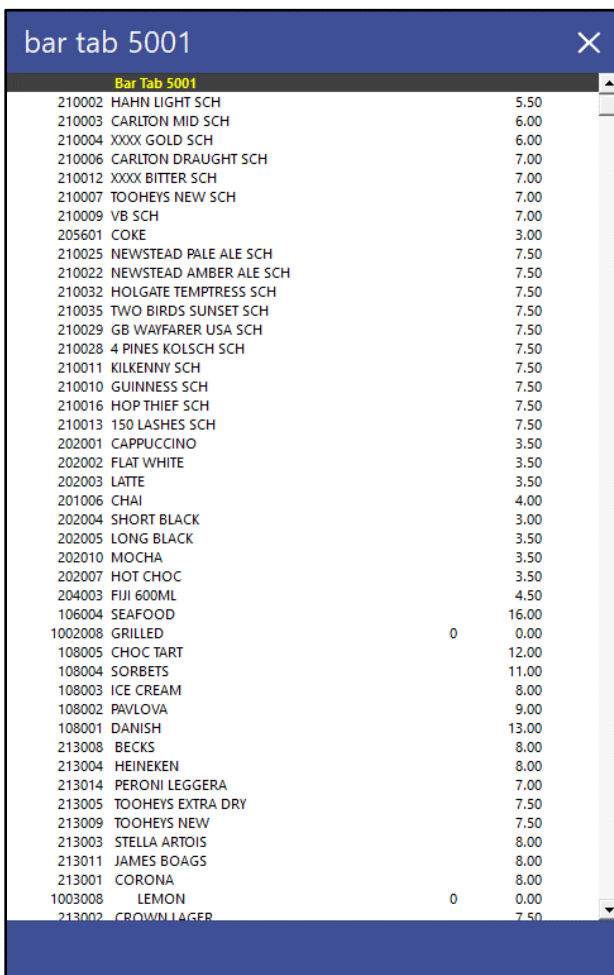 bar tab 5001
Bar Tab 5001
210002 HAHN LIGHT SCH 5.50
210003 CARLTON MID SCH 6.00
210004 XXXX GOLD SCH 6.00
210006 CARLTON DRAUGHT SCH 7.00
210012 XXXX BITTER SCH 7.00
210007 TOOHEYS NEW SCH 7.00
210009 VB SCH 7.00
205601 COKE 3.00
210025 NEWSTEAD PALE ALE SCH 7.50
210022 NEWSTEAD AMBER ALE SCH 7.50
210032 HOLGATE TEMPTRESS SCH 7.50
210035 TWO BIRDS SUNSET SCH 7.50
210029 GB WAYFARER USA SCH 7.50
210028 4 PINES KOLSCH SCH 7.50
210011 KILKENNY SCH 7.50
210010 GUINNESS SCH 7.50
210016 HOP THIEF SCH 7.50
210013 150 LASHES SCH 7.50
202001 CAPPUCCINO 3.50
202002 FLAT WHITE 3.50
202003 LATTE 3.50
201006 CHAI 4.00
202004 SHORT BLACK 3.00
202005 LONG BLACK 3.50
202010 MOCHA 3.50
202007 HOT CHOC 3.50
204003 FIJI 600ML 4.50
106004 SEAFOOD 16.00
1002008 GRILLED 0 0.00
108005 CHOC TART 12.00
108004 SORBETS 11.00
108003 ICE CREAM 8.00
108002 PAVLOVA 9.00
108001 DANISH 13.00
213008 BECKS 8.00
213004 HEINEKEN 8.00
213014 PERONI LEGGERA 7.00
213005 TOOHEYS EXTRA DRY 7.50
213009 TOOHEYS NEW 7.50
213003 STELLA ARTOIS 8.00
213011 JAMES BOAGS 8.00
213001 CORONA 8.00
1003008 LEMON 0 0.00
213002 CROWN LAGER 7.50